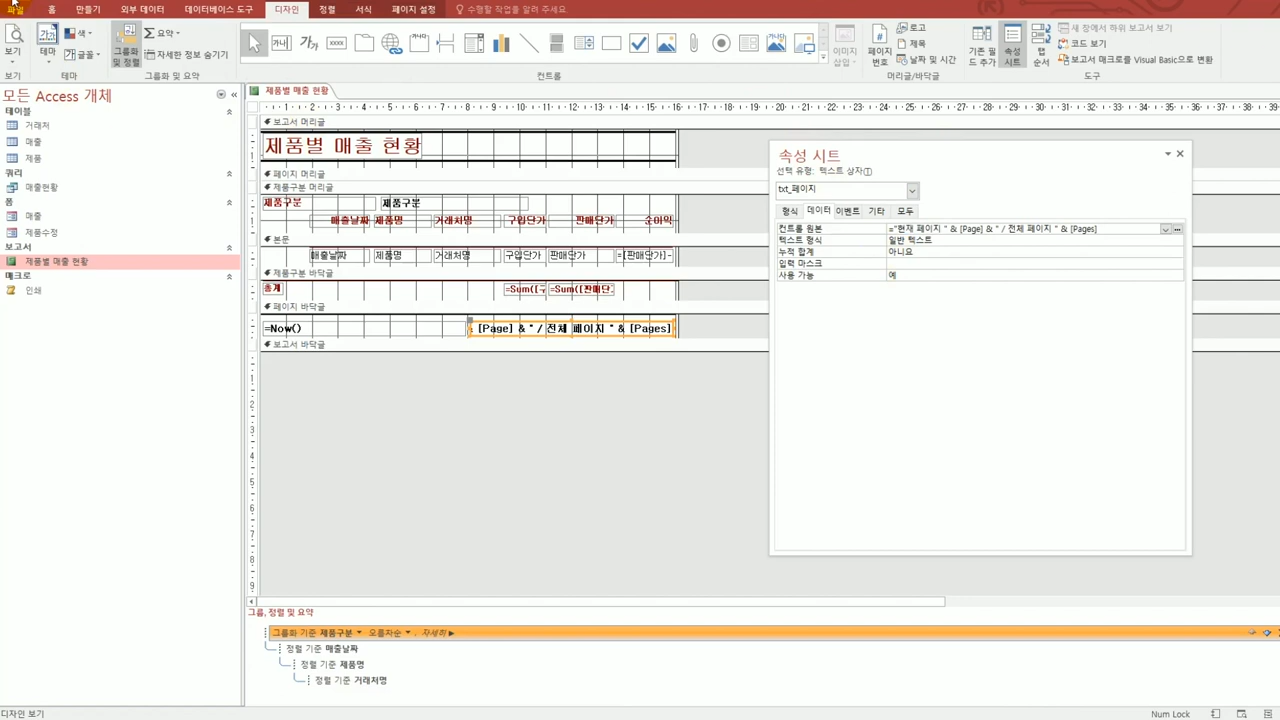 파일 홈 만들기 외부 데이터 데이터베이스 도구 디자인 정렬 서식 페이지 설정 수행할 작업을 알려 주세요.
보기
테마
색
글꼴
그룹화 및 정렬
요약
자세한 정보 숨기기
이미지 삽입
페이지 번호
로고
제목
날짜 및 시간
기존 필드 추가
속성 시트
탭 순서
새 창에서 하위 보고서 보기
코드 보기
보고서 매크로를 Visual Basic으로 변환
보기 테마 그룹화 및 요약 컨트롤 머리글/바닥글 도구
모든 Access 개체
테이블
거래처
매출
제품
쿼리
매출현황
폼
매출
제품수정
보고서
제품별 매출 현황
매크로
인쇄
제품별 매출 현황
보고서 머리글
제품별 매출 현황
페이지 머리글
제품구분 머리글
제품구분 제품구분
매출날짜 제품명 거래처명 구입단가 판매단가 순이익
본문
매출날짜 제품명 거래처명 구입단가 판매단가 =[판매단가]-
제품구분 바닥글
총계 =Sum([구 =Sum([판매단
페이지 바닥글
=Now() [Page] & " / 전체 페이지 " & [Pages]
보고서 바닥글
속성 시트
선택 유형: 텍스트 상자(T)
txt_페이지
형식 데이터 이벤트 기타 모두
컨트롤 원본 ="현재 페이지 " & [Page] & " / 전체 페이지 " & [Pages]
텍스트 형식 일반 텍스트
누적 합계 아니요
입력 마스크
사용 가능 예
그룹, 정렬 및 요약
그룹화 기준 제품구분 오름차순 , 자세히
정렬 기준 매출날짜
정렬 기준 제품명
정렬 기준 거래처명
디자인 보기 Num Lock